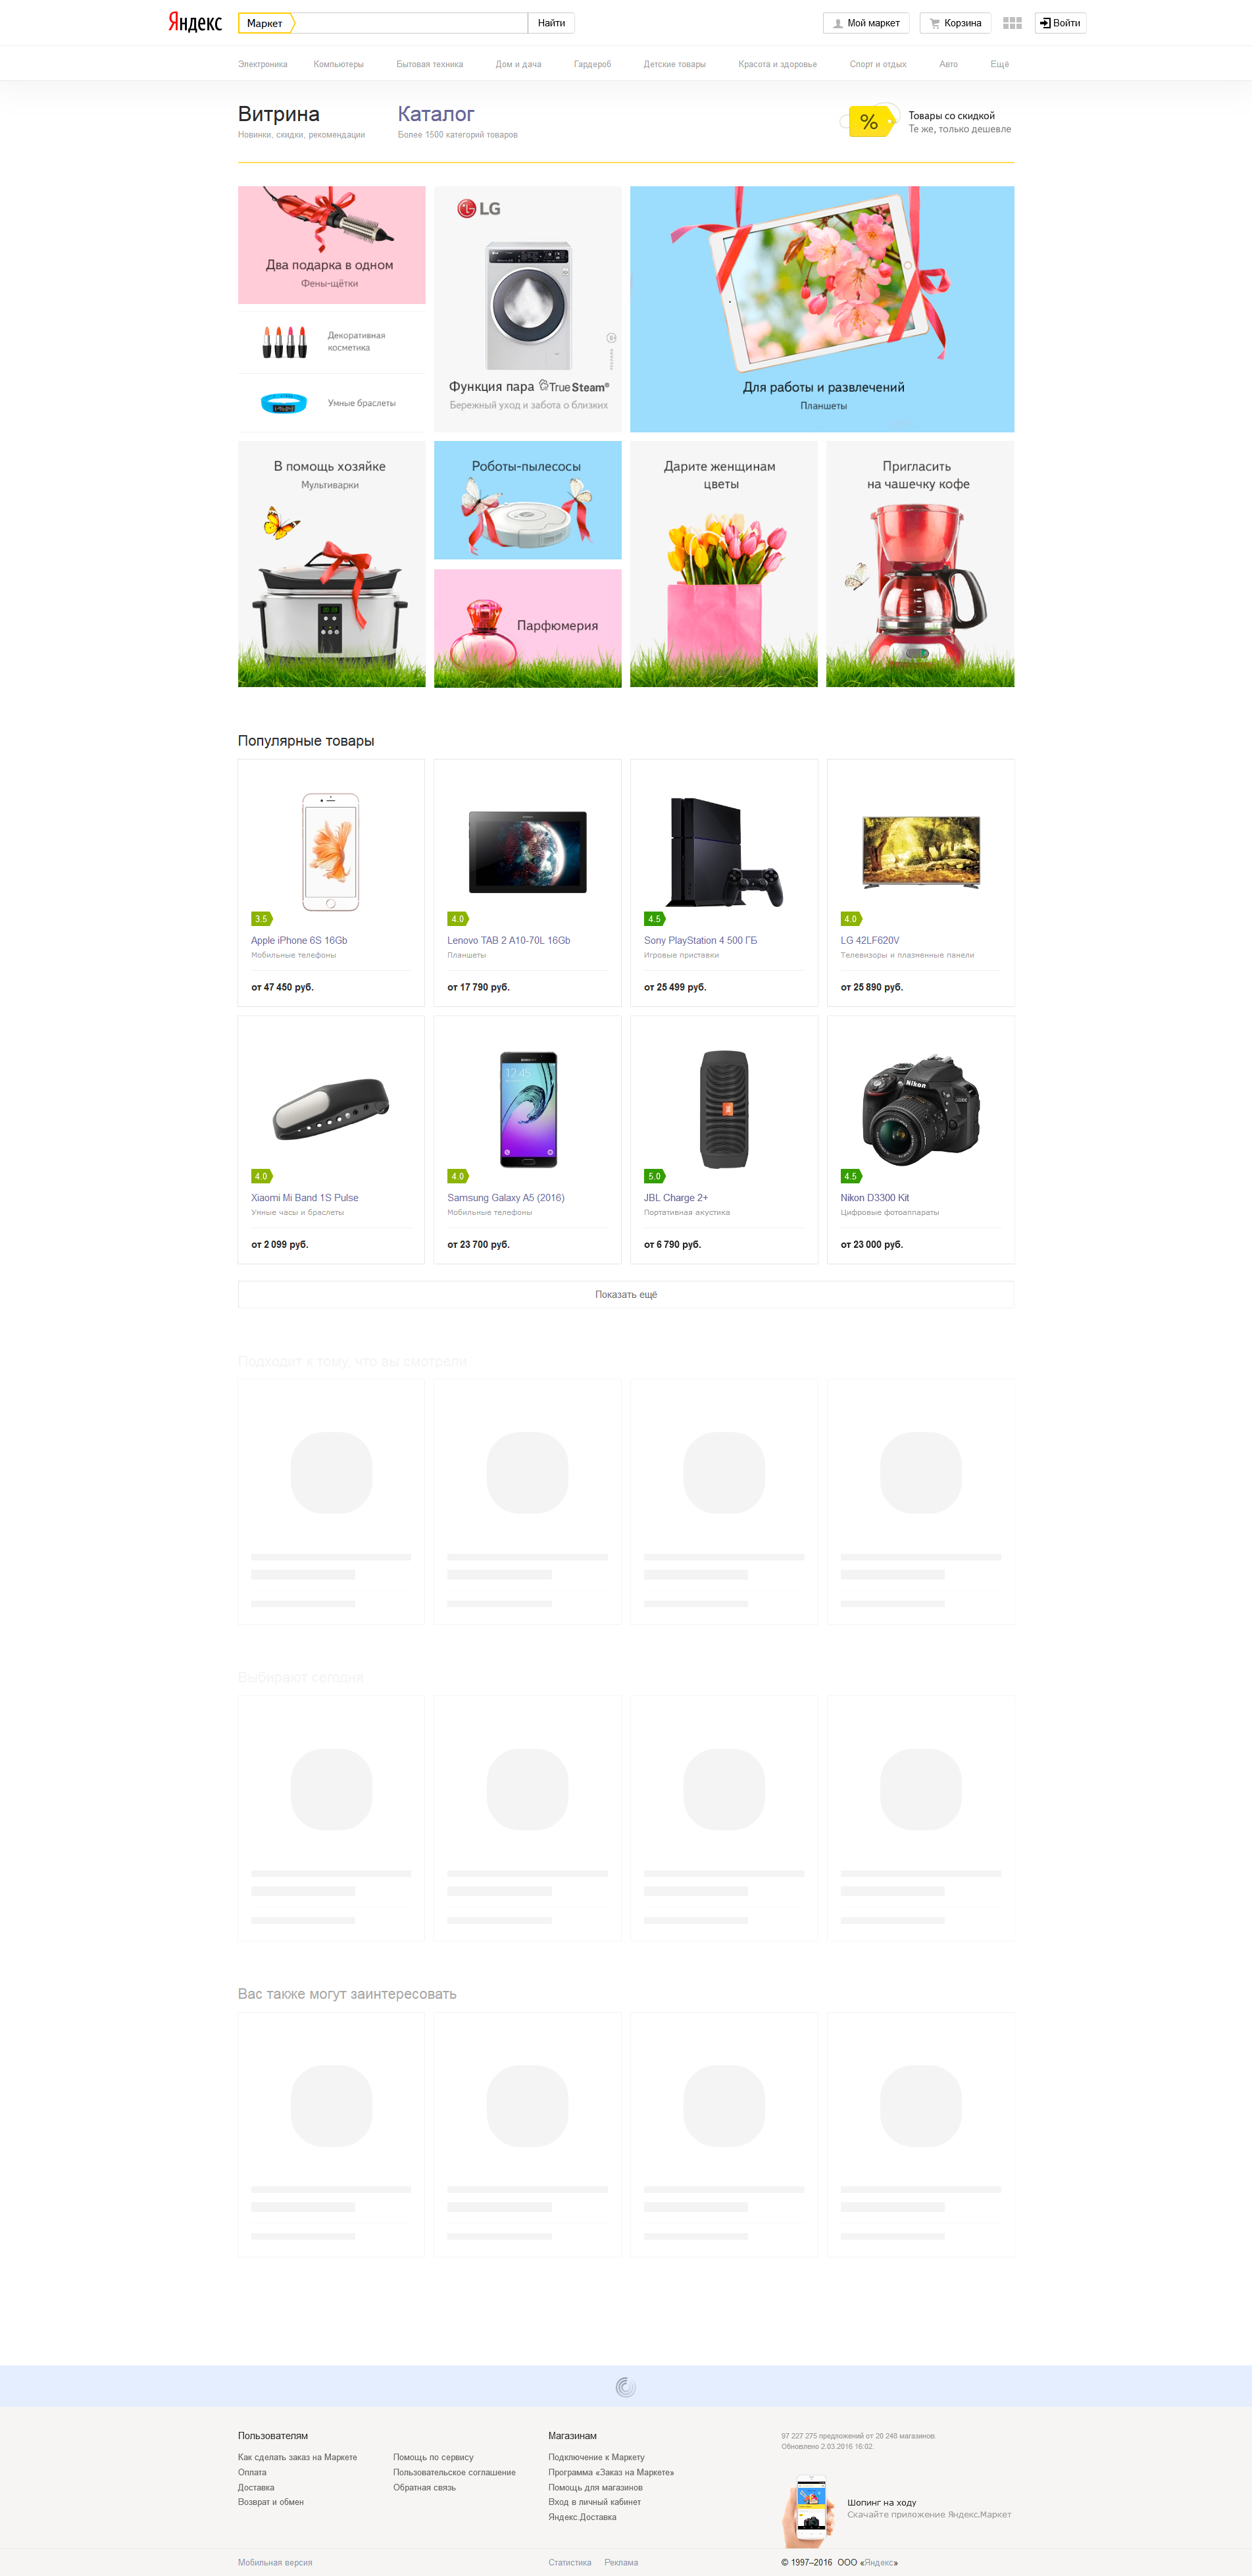 Яндекс
Маркет
Найти
Мой маркет
Корзина
Войти
Электроника Компьютеры Бытовая техника Дом и дача Гардероб Детские товары Красота и здоровье Спорт и отдых Авто Ещё
Витрина
Новинки, скидки, рекомендации
Каталог
Более 1500 категорий товаров
%
Товары со скидкой
Те же, только дешевле
Два подарка в одном
Фены-щётки
Декоративная
косметика
Умные браслеты
LG
Функция пара TrueSteam®
Бережный уход и забота о близких
Для работы и развлечений
Планшеты
В помощь хозяйке
Мультиварки
Роботы-пылесосы
Парфюмерия
Дарите женщинам
цветы
Пригласить
на чашечку кофе
Популярные товары
3.5
Apple iPhone 6S 16Gb
Мобильные телефоны
от 47 450 руб.
4.0
Lenovo TAB 2 A10-70L 16Gb
Планшеты
от 17 790 руб.
4.5
Sony PlayStation 4 500 ГБ
Игровые приставки
от 25 499 руб.
4.0
LG 42LF620V
Телевизоры и плазменные панели
от 25 890 руб.
4.0
Xiaomi Mi Band 1S Pulse
Умные часы и браслеты
от 2 099 руб.
12:45
4.0
Samsung Galaxy A5 (2016)
Мобильные телефоны
от 23 700 руб.
5.0
JBL Charge 2+
Портативная акустика
от 6 790 руб.
Nikon
4.5
Nikon D3300 Kit
Цифровые фотоаппараты
от 23 000 руб.
Показать ещё
Подходит к тому, что вы смотрели
Выбирают сегодня
Вас также могут заинтересовать
Пользователям
Как сделать заказ на Маркете
Оплата
Доставка
Возврат и обмен
Помощь по сервису
Пользовательское соглашение
Обратная связь
Магазинам
Подключение к Маркету
Программа «Заказ на Маркете»
Помощь для магазинов
Вход в личный кабинет
Яндекс.Доставка
97 227 275 предложений от 20 248 магазинов.
Обновлено 2.03.2016 16:02.
Шопинг на ходу
Скачайте приложение Яндекс.Маркет
Мобильная версия
Статистика Реклама
© 1997–2016 ООО «Яндекс»